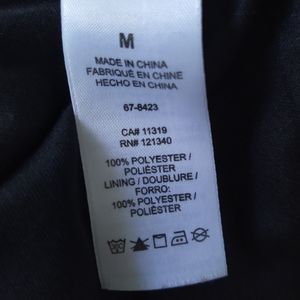 M
MADE IN CHINA
FABRIQUÉ EN CHINE
HECHO EN CHINA
67-8423
CA# 11319
RN# 121340
100% POLYESTER /
POLIÉSTER
LINING / DOUBLURE /
FORRO:
100% POLYESTER /
POLIÉSTER